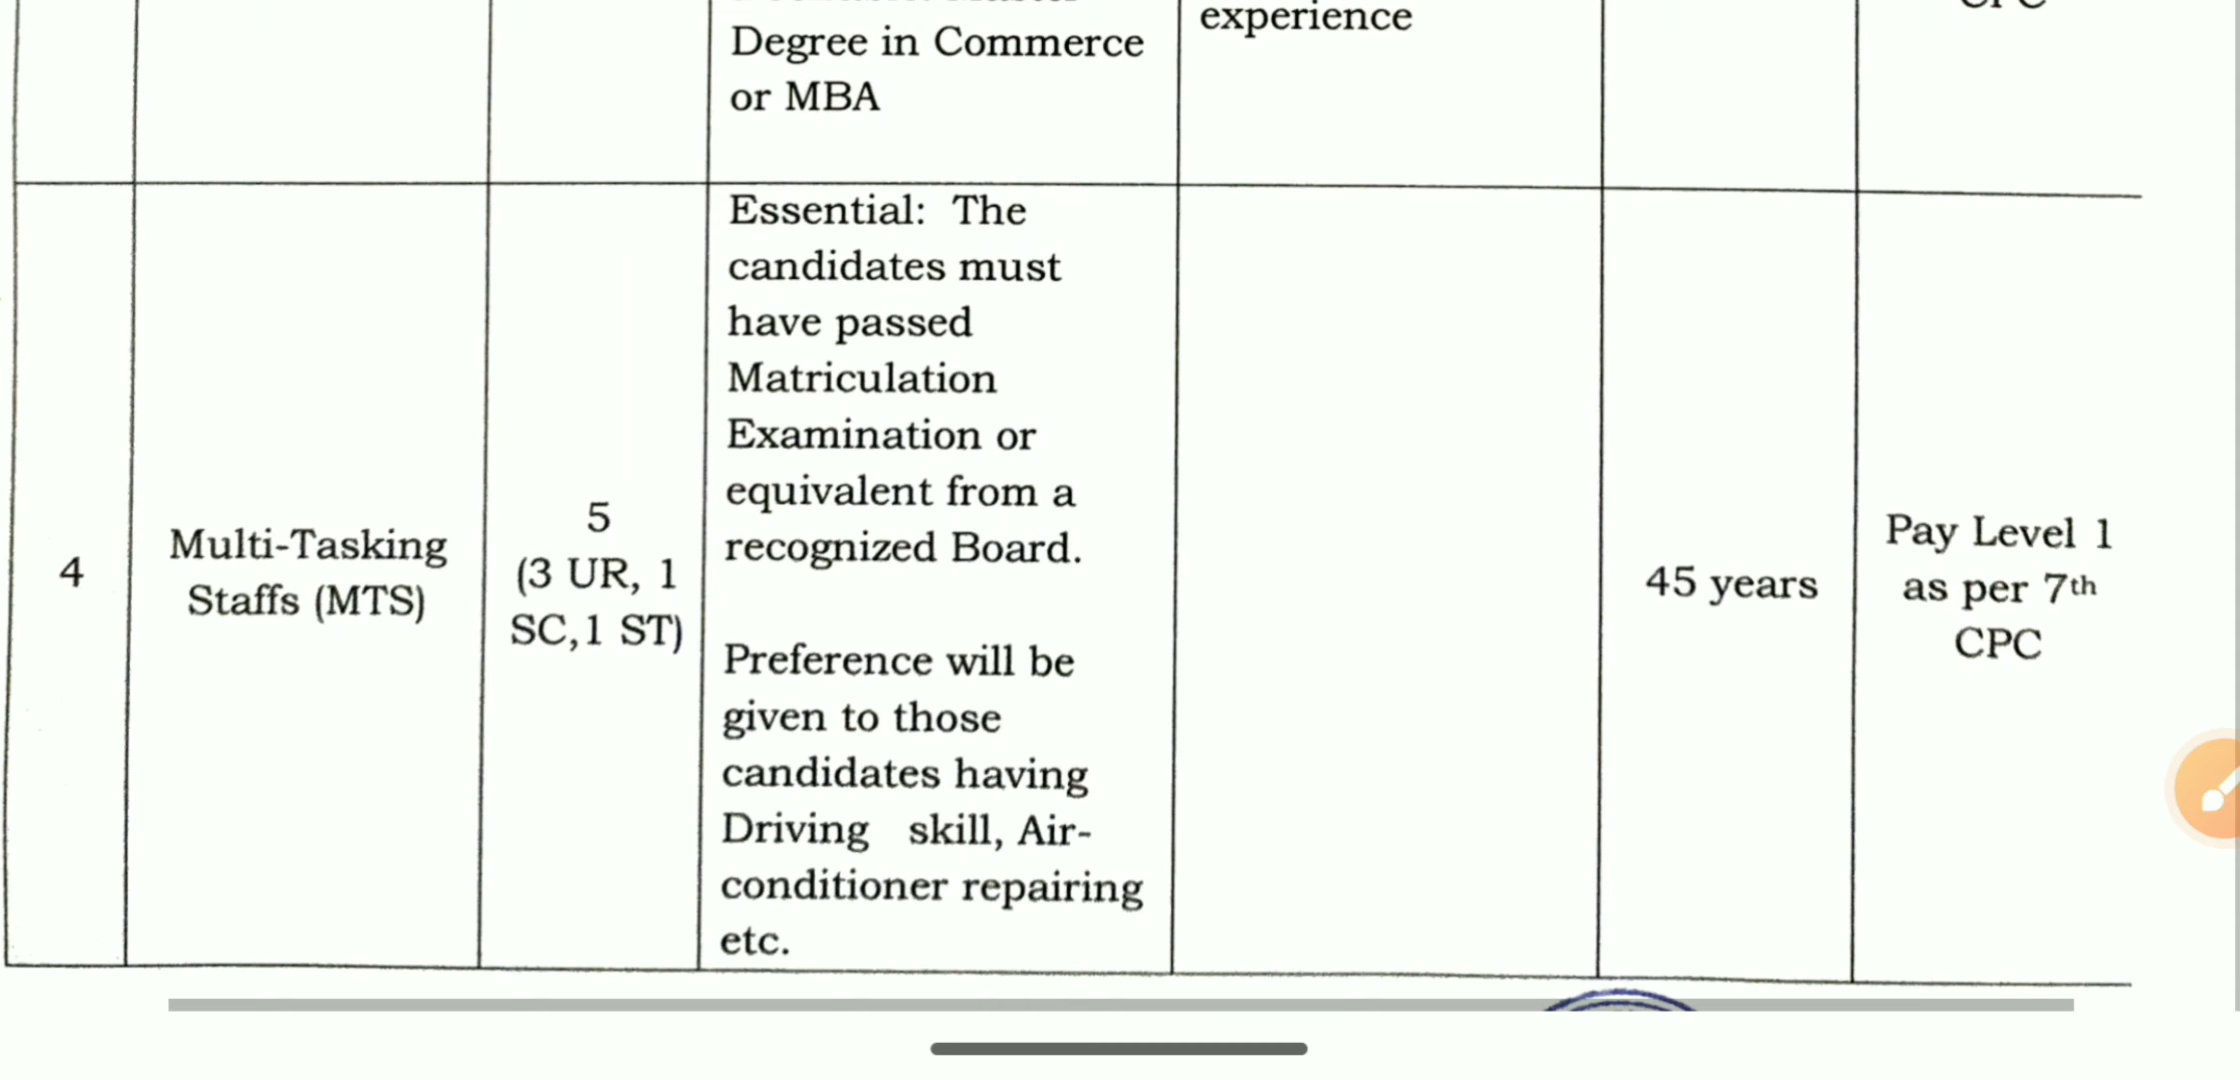 Degree in Commerce
or MBA
experience
4
Multi-Tasking
Staffs (MTS)
5
(3 UR, 1
SC,1 ST)
Essential: The
candidates must
have passed
Matriculation
Examination or
equivalent from a
recognized Board.
Preference will be
given to those
candidates having
Driving skill, Air-
conditioner repairing
etc.
45 years
Pay Level 1
as per 7th
CPC